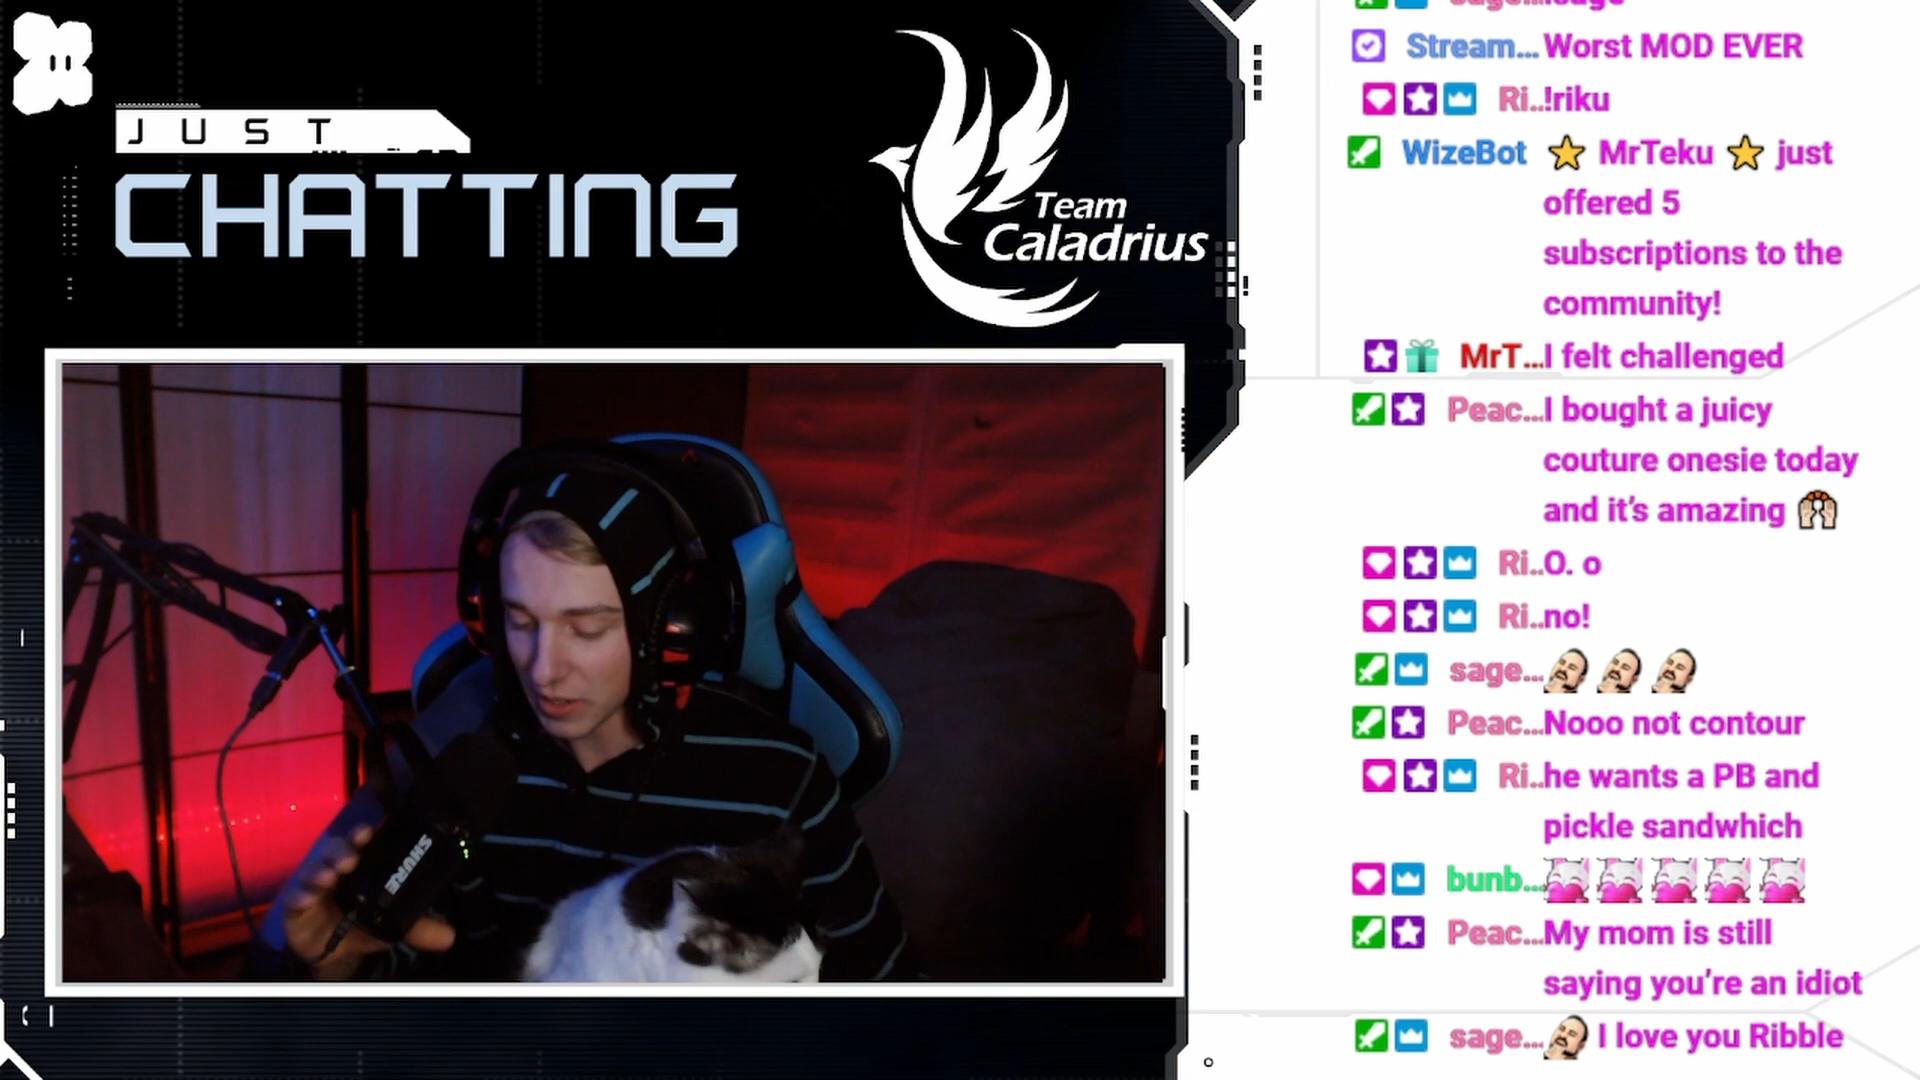 JUST
CHATTING
Team
Caladrius
SHURE
Stream... Worst MOD EVER
Ri.. !riku
WizeBot ⭐ MrTeku ⭐ just
offered 5
subscriptions to the
community!
MrT... I felt challenged
Peac... I bought a juicy
couture onesie today
and it's amazing 🙌
Ri.. O. o
Ri.. no!
sage...
Peac... Nooo not contour
Ri.. he wants a PB and
pickle sandwhich
bunb...
Peac... My mom is still
saying you're an idiot
sage... I love you Ribble